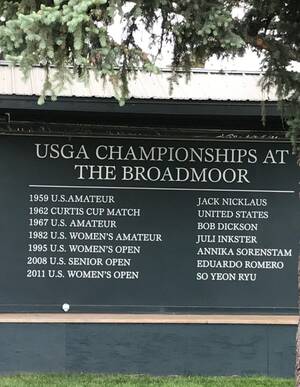 USGA CHAMPIONSHIPS AT
THE BROADMOOR
1959 U.S.AMATEUR JACK NICKLAUS
1962 CURTIS CUP MATCH UNITED STATES
1967 U.S. AMATEUR BOB DICKSON
1982 U.S. WOMEN'S AMATEUR JULI INKSTER
1995 U.S. WOMEN'S OPEN ANNIKA SORENSTAM
2008 U.S. SENIOR OPEN EDUARDO ROMERO
2011 U.S. WOMEN'S OPEN SO YEON RYU